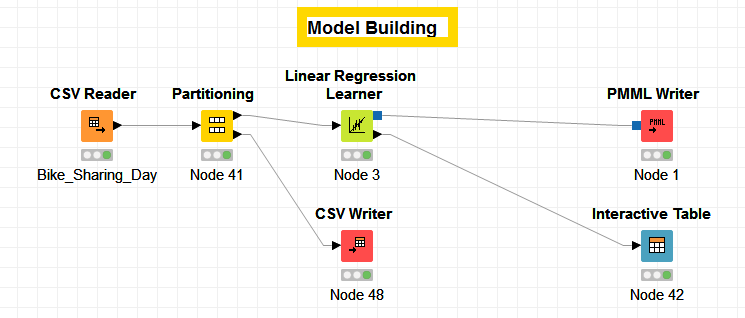 Model Building
Linear Regression
CSV Reader Partitioning Learner PMML Writer
PMML
Bike_Sharing_Day Node 41 Node 3 Node 1
CSV Writer Interactive Table
Node 48 Node 42